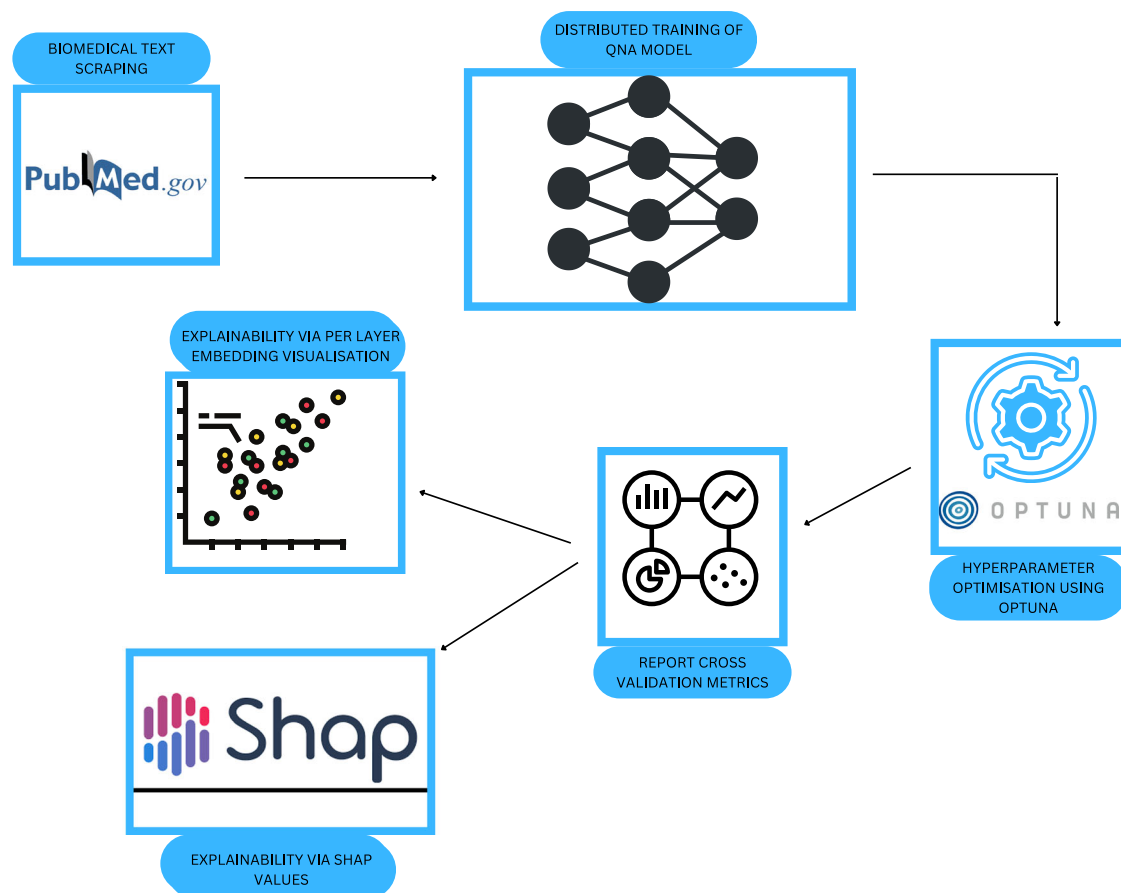 BIOMEDICAL TEXT
SCRAPING
PubMed.gov
DISTRIBUTED TRAINING OF
QNA MODEL
EXPLAINABILITY VIA PER LAYER
EMBEDDING VISUALISATION
OPTUNA
HYPERPARAMETER
OPTIMISATION USING
OPTUNA
REPORT CROSS
VALIDATION METRICS
Shap
EXPLAINABILITY VIA SHAP
VALUES